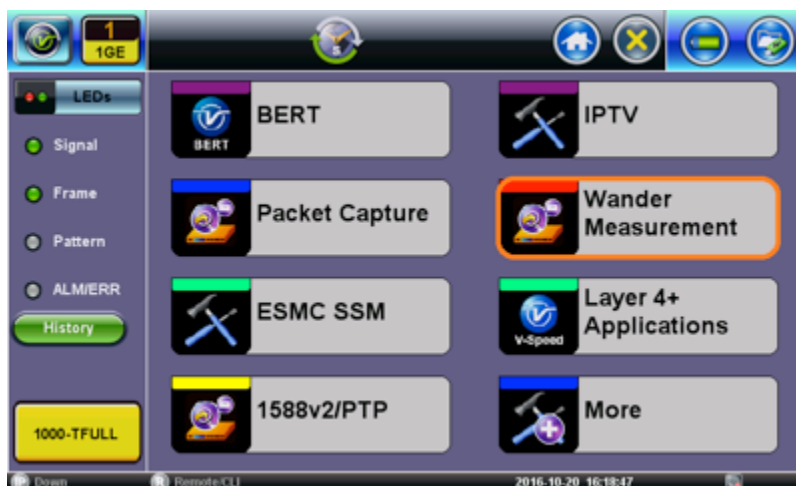 1
1GE
S
LEDs
Signal
Frame
Pattern
ALM/ERR
History
1000-TFULL
BERT
BERT
IPTV
Packet Capture
Wander
Measurement
ESMC SSM
V-Speed
Layer 4+
Applications
1588v2/PTP
More
IP Down
R Remote/CLI
2016-10-20 16:18:47